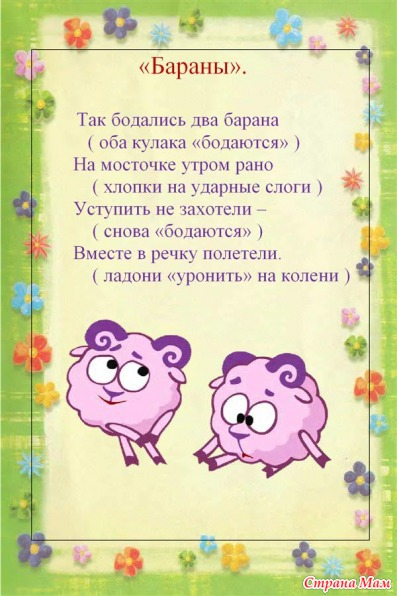 «Бараны».
Так бодались два барана
( оба кулака «бодаются» )
На мосточке утром рано
( хлопки на ударные слоги )
Уступить не захотели –
( снова «бодаются» )
Вместе в речку полетели.
( ладони «уронить» на колени )
Страна Мам